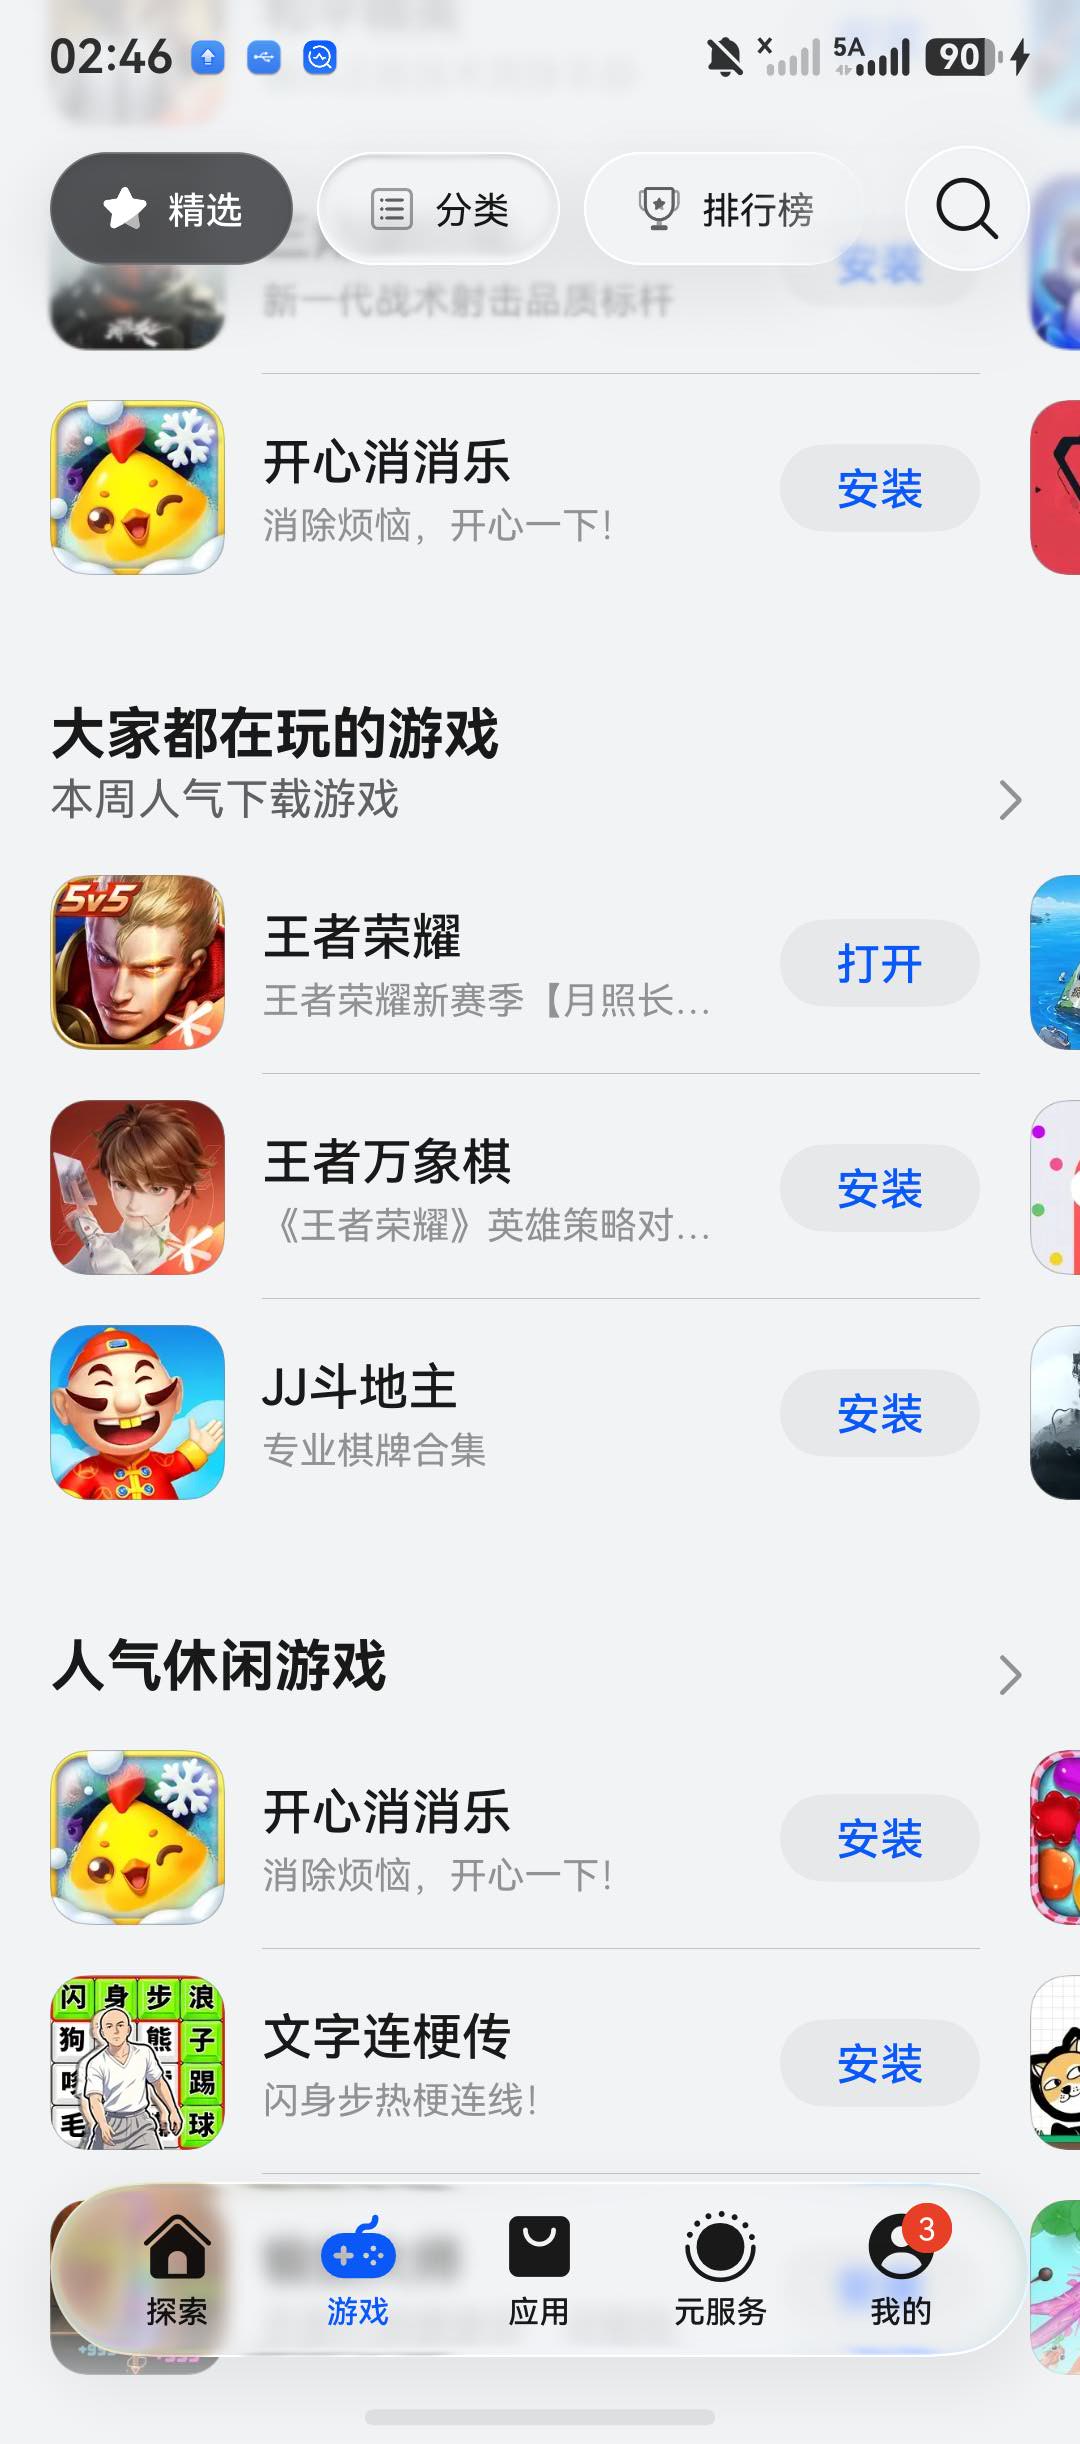 02:46
5A
90
精选
分类
排行榜
安装
新一代战术射击品质标杆
开心消消乐
消除烦恼，开心一下！
安装
大家都在玩的游戏
本周人气下载游戏
5v5
王者荣耀
王者荣耀新赛季【月照长...
打开
王者万象棋
《王者荣耀》英雄策略对...
安装
JJ斗地主
专业棋牌合集
安装
人气休闲游戏
开心消消乐
消除烦恼，开心一下！
安装
闪身步浪
狗 熊子
踢
毛 球
文字连梗传
闪身步热梗连线！
安装
3
探索
游戏
应用
元服务
我的